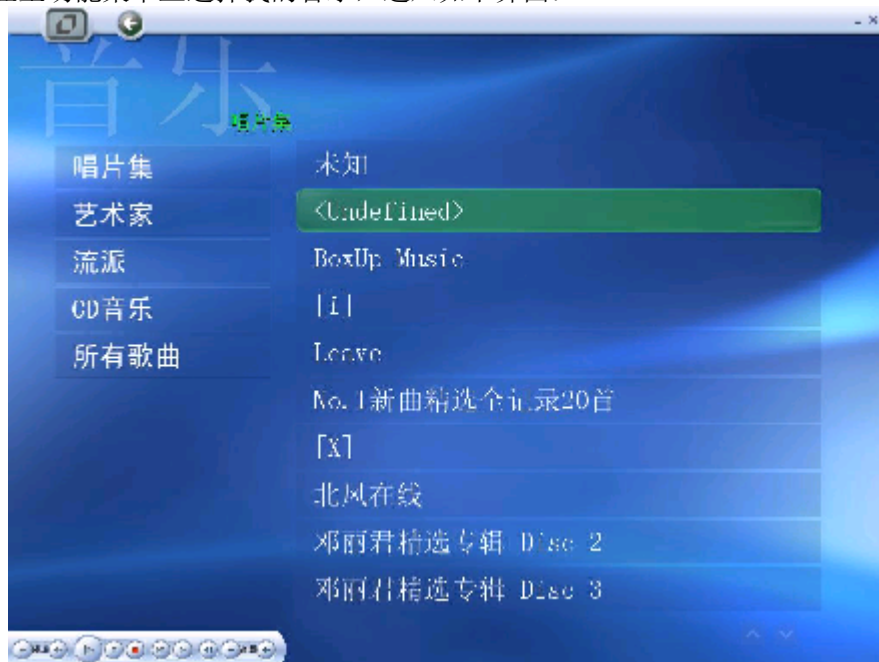 音乐
唱片集
唱片集
艺术家
流派
CD音乐
所有歌曲
未知
<Undefined>
BoxUp Music
[i]
Leave
No.1新曲精选全记录20首
[X]
北风在线
邓丽君精选专辑 Disc 2
邓丽君精选专辑 Disc 3